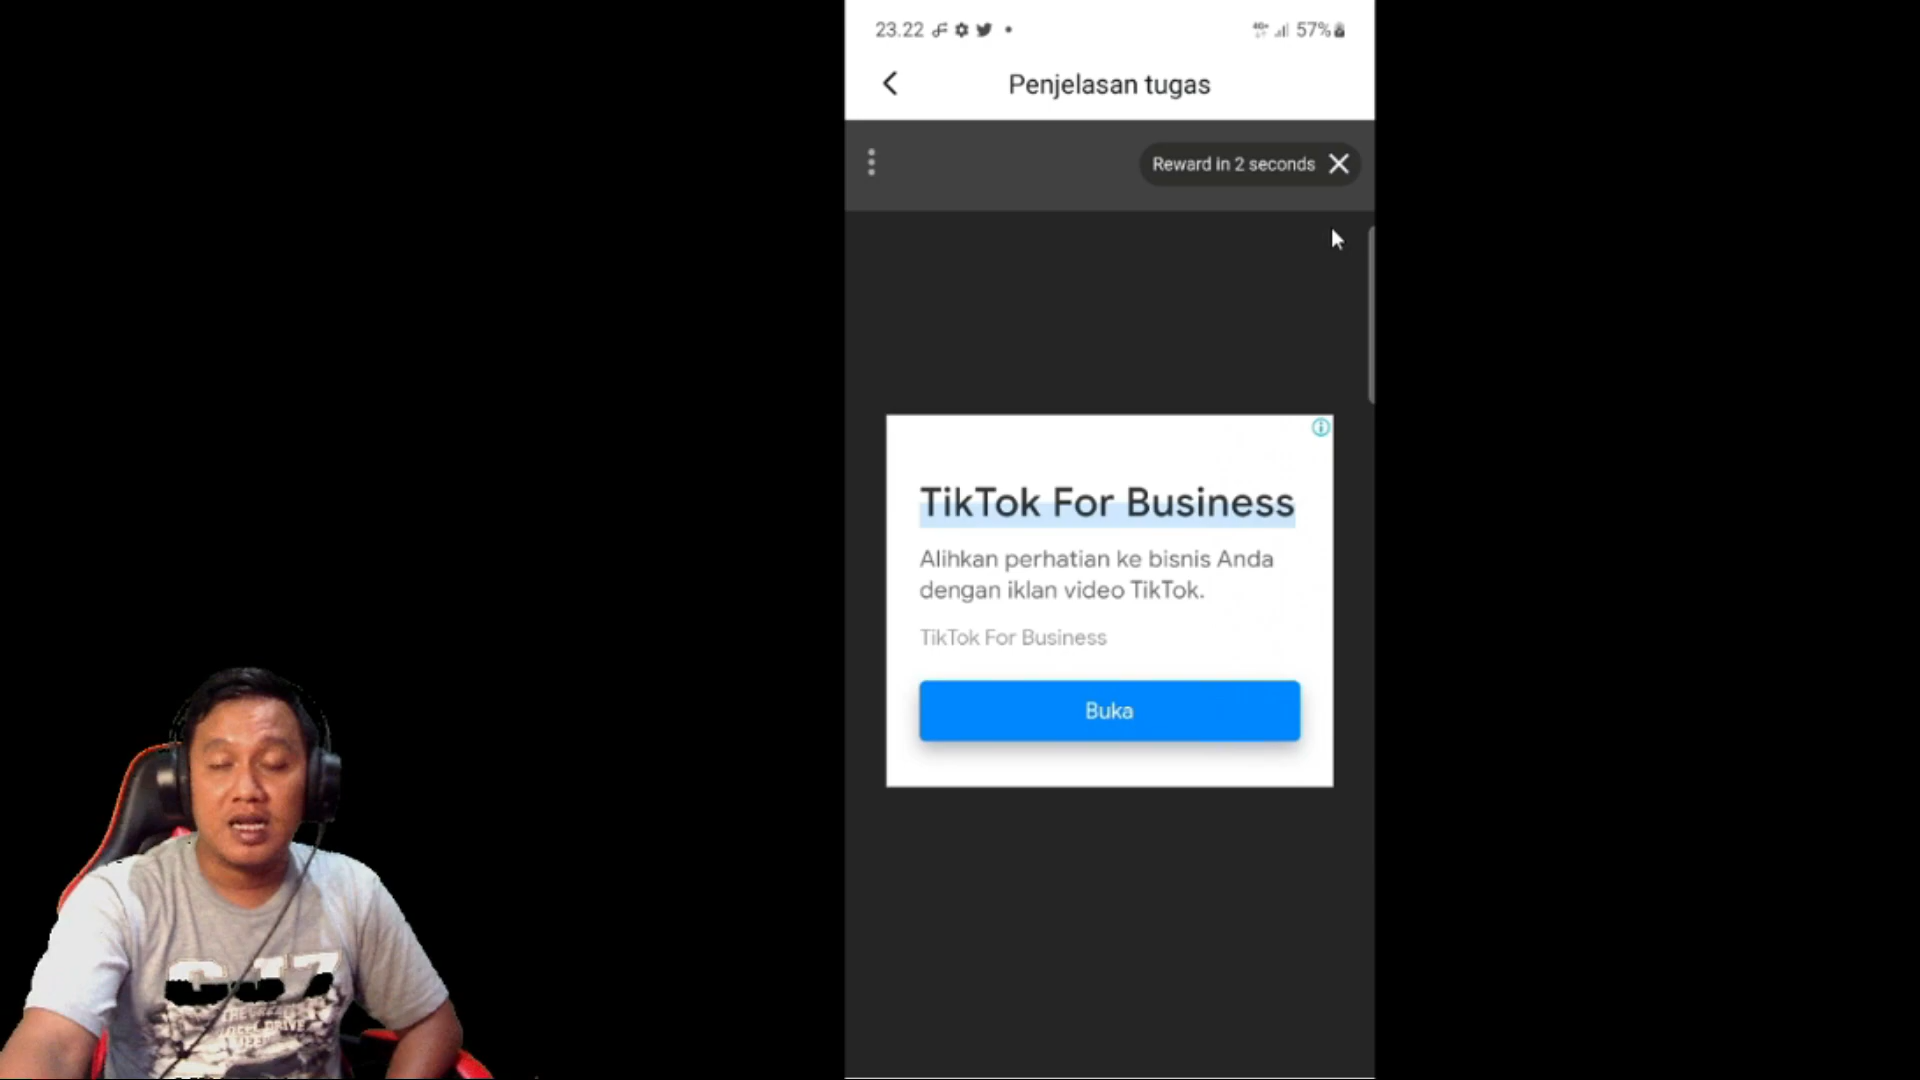 23.22
57%
Penjelasan tugas
Reward in 2 seconds
TikTok For Business
Alihkan perhatian ke bisnis Anda
dengan iklan video TikTok.
TikTok For Business
Buka